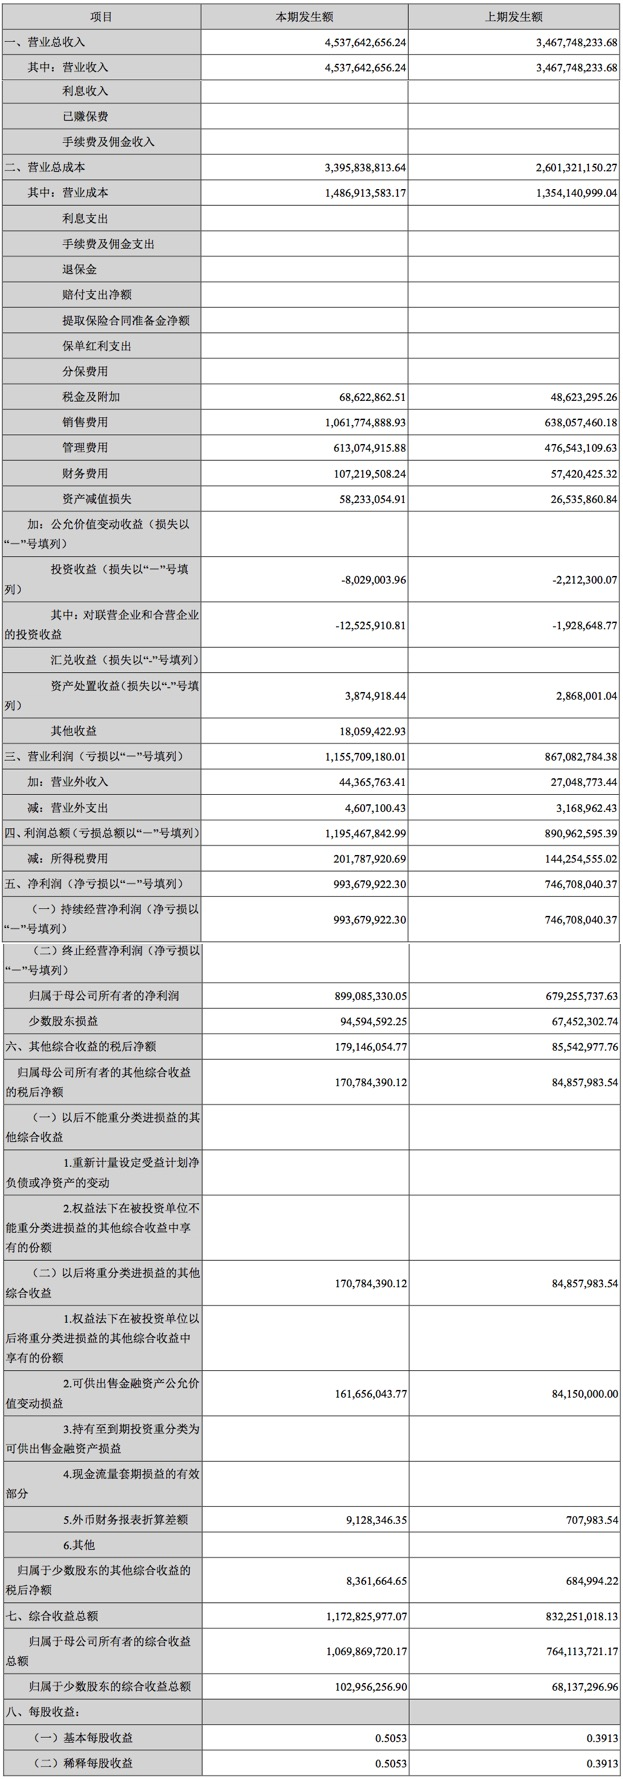 项目 本期发生额 上期发生额
一、营业总收入 4,537,642,656.24 3,467,748,233.68
其中：营业收入 4,537,642,656.24 3,467,748,233.68
利息收入
已赚保费
手续费及佣金收入
二、营业总成本 3,395,838,813.64 2,601,321,150.27
其中：营业成本 1,486,913,583.17 1,354,140,999.04
利息支出
手续费及佣金支出
退保金
赔付支出净额
提取保险合同准备金净额
保单红利支出
分保费用
税金及附加 68,622,862.51 48,623,295.26
销售费用 1,061,774,888.93 638,057,460.18
管理费用 613,074,915.88 476,543,109.63
财务费用 107,219,508.24 57,420,425.32
资产减值损失 58,233,054.91 26,535,860.84
加：公允价值变动收益（损失以
“－”号填列）
投资收益（损失以“－”号填
列） -8,029,003.96 -2,212,300.07
其中：对联营企业和合营企业
的投资收益 -12,525,910.81 -1,928,648.77
汇兑收益（损失以“-”号填列）
资产处置收益（损失以“-”号填
列） 3,874,918.44 2,868,001.04
其他收益 18,059,422.93
三、营业利润（亏损以“－”号填列） 1,155,709,180.01 867,082,784.38
加：营业外收入 44,365,763.41 27,048,773.44
减：营业外支出 4,607,100.43 3,168,962.43
四、利润总额（亏损总额以“－”号填列） 1,195,467,842.99 890,962,595.39
减：所得税费用 201,787,920.69 144,254,555.02
五、净利润（净亏损以“－”号填列） 993,679,922.30 746,708,040.37
（一）持续经营净利润（净亏损以
“－”号填列） 993,679,922.30 746,708,040.37
（二）终止经营净利润（净亏损以
“－”号填列）
归属于母公司所有者的净利润 899,085,330.05 679,255,737.63
少数股东损益 94,594,592.25 67,452,302.74
六、其他综合收益的税后净额 179,146,054.77 85,542,977.76
归属母公司所有者的其他综合收益
的税后净额 170,784,390.12 84,857,983.54
（一）以后不能重分类进损益的其
他综合收益
1.重新计量设定受益计划净
负债或净资产的变动
2.权益法下在被投资单位不
能重分类进损益的其他综合收益中享
有的份额
（二）以后将重分类进损益的其他
综合收益 170,784,390.12 84,857,983.54
1.权益法下在被投资单位以
后将重分类进损益的其他综合收益中
享有的份额
2.可供出售金融资产公允价
值变动损益 161,656,043.77 84,150,000.00
3.持有至到期投资重分类为
可供出售金融资产损益
4.现金流量套期损益的有效
部分
5.外币财务报表折算差额 9,128,346.35 707,983.54
6.其他
归属于少数股东的其他综合收益的
税后净额 8,361,664.65 684,994.22
七、综合收益总额 1,172,825,977.07 832,251,018.13
归属于母公司所有者的综合收益
总额 1,069,869,720.17 764,113,721.17
归属于少数股东的综合收益总额 102,956,256.90 68,137,296.96
八、每股收益：
（一）基本每股收益 0.5053 0.3913
（二）稀释每股收益 0.5053 0.3913